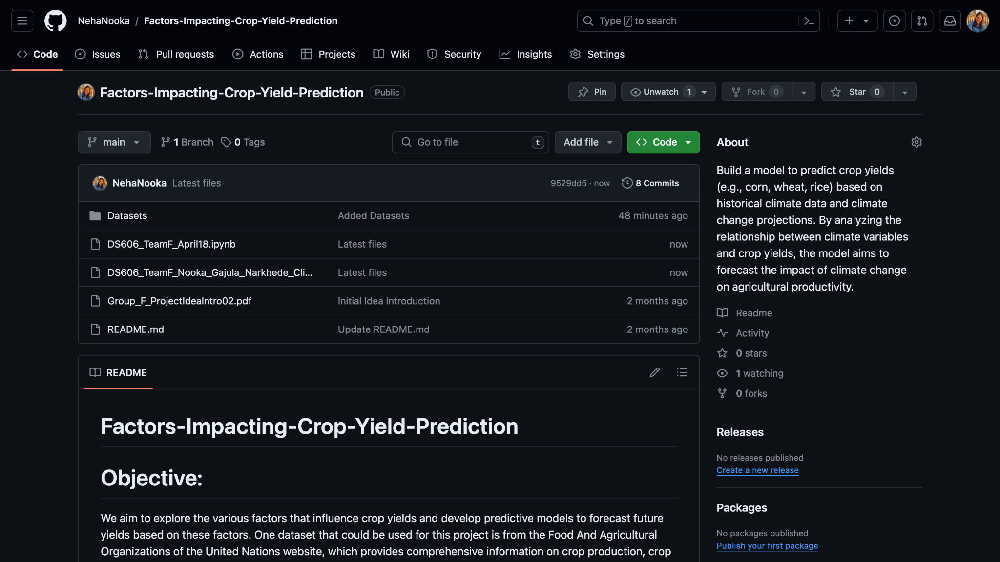 NehaNooka / Factors-Impacting-Crop-Yield-Prediction
Type / to search
Code Issues Pull requests Actions Projects Wiki Security Insights Settings
Factors-Impacting-Crop-Yield-Prediction Public
Pin Unwatch 1 Fork 0 Star 0
main 1 Branch 0 Tags
Go to file t Add file Code
NehaNooka Latest files 9529dd5 · now 8 Commits
Datasets Added Datasets 48 minutes ago
DS606_TeamF_April18.ipynb Latest files now
DS606_TeamF_Nooka_Gajula_Narkhede_Cli... Latest files now
Group_F_ProjectIdeaIntro02.pdf Initial Idea Introduction 2 months ago
README.md Update README.md 2 months ago
README
Factors-Impacting-Crop-Yield-Prediction
Objective:
We aim to explore the various factors that influence crop yields and develop predictive models to forecast future
yields based on these factors. One dataset that could be used for this project is from the Food And Agricultural
Organizations of the United Nations website, which provides comprehensive information on crop production, crop
About
Build a model to predict crop yields
(e.g., corn, wheat, rice) based on
historical climate data and climate
change projections. By analyzing the
relationship between climate variables
and crop yields, the model aims to
forecast the impact of climate change
on agricultural productivity.
Readme
Activity
0 stars
1 watching
0 forks
Releases
No releases published
Create a new release
Packages
No packages published
Publish your first package